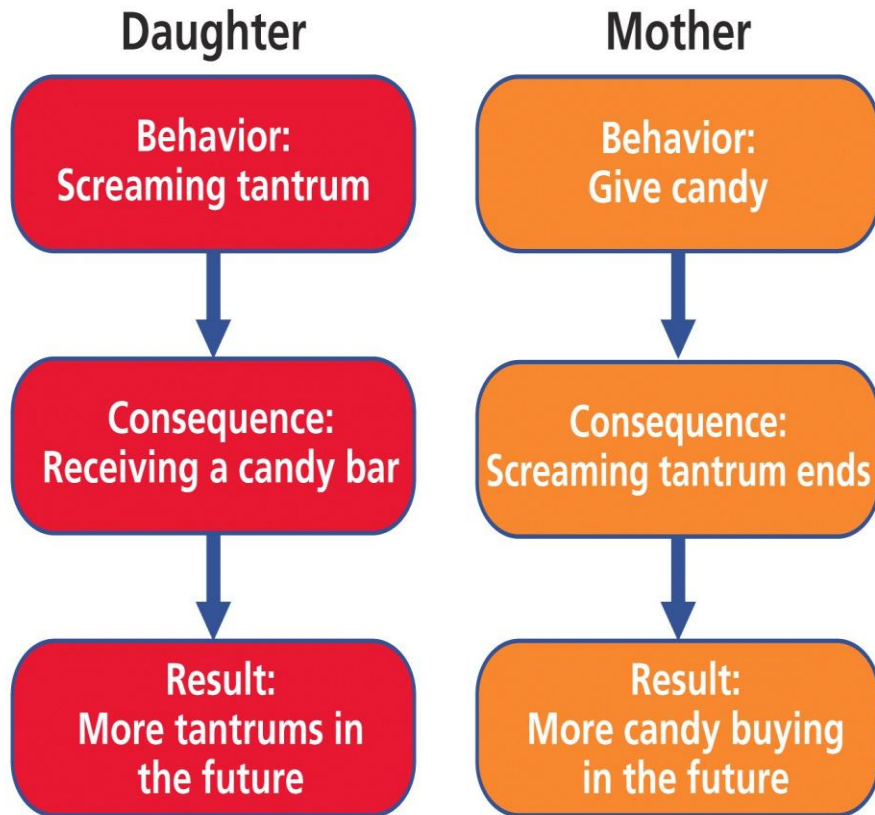 Daughter
Behavior:
Screaming tantrum
Consequence:
Receiving a candy bar
Result:
More tantrums in
the future
Mother
Behavior:
Give candy
Consequence:
Screaming tantrum ends
Result:
More candy buying
in the future